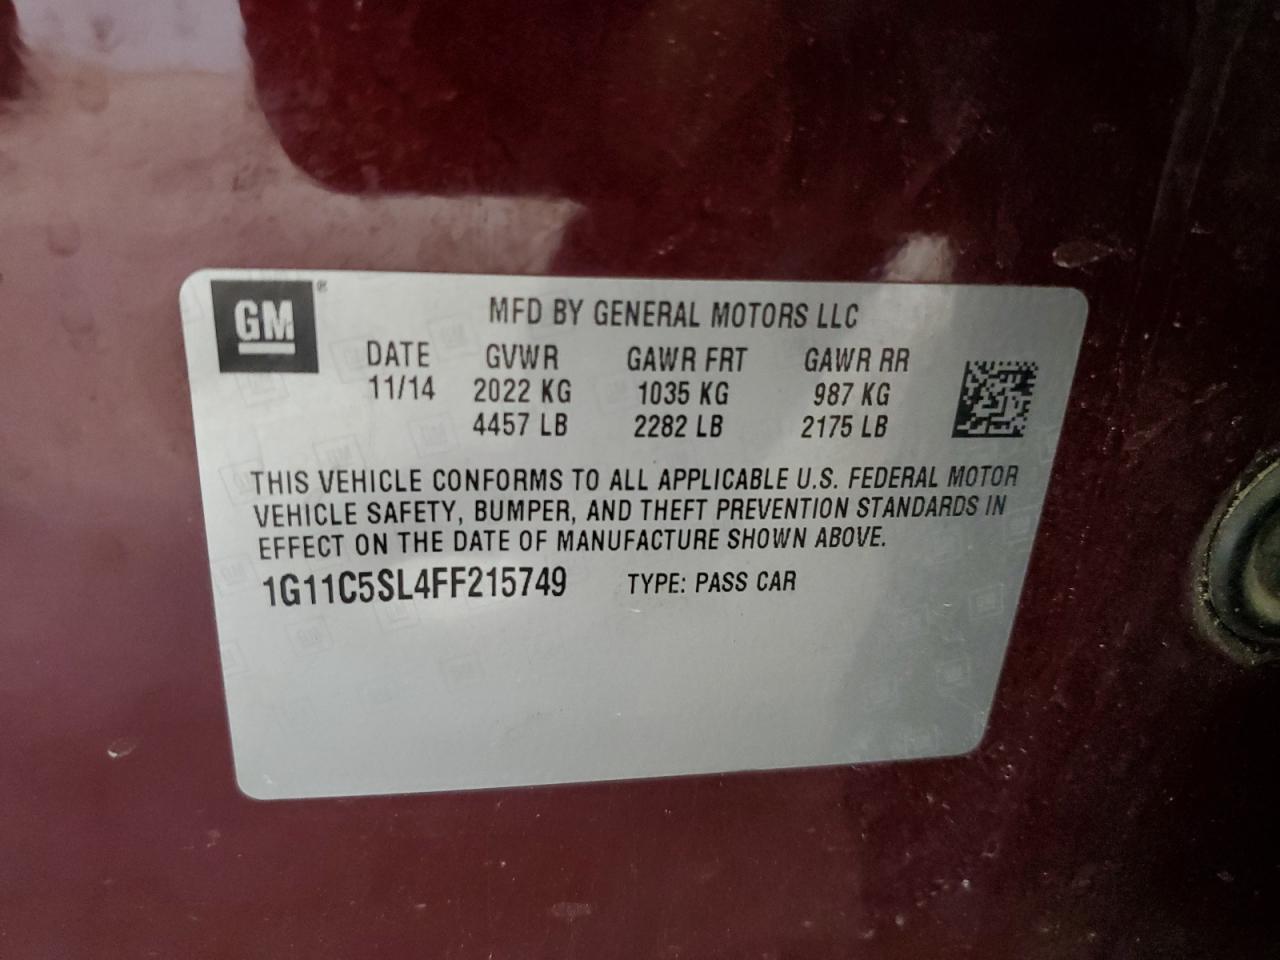 GM®
MFD BY GENERAL MOTORS LLC
DATE GVWR GAWR FRT GAWR RR
11/14 2022 KG 1035 KG 987 KG
4457 LB 2282 LB 2175 LB
THIS VEHICLE CONFORMS TO ALL APPLICABLE U.S. FEDERAL MOTOR
VEHICLE SAFETY, BUMPER, AND THEFT PREVENTION STANDARDS IN
EFFECT ON THE DATE OF MANUFACTURE SHOWN ABOVE.
1G11C5SL4FF215749 TYPE: PASS CAR